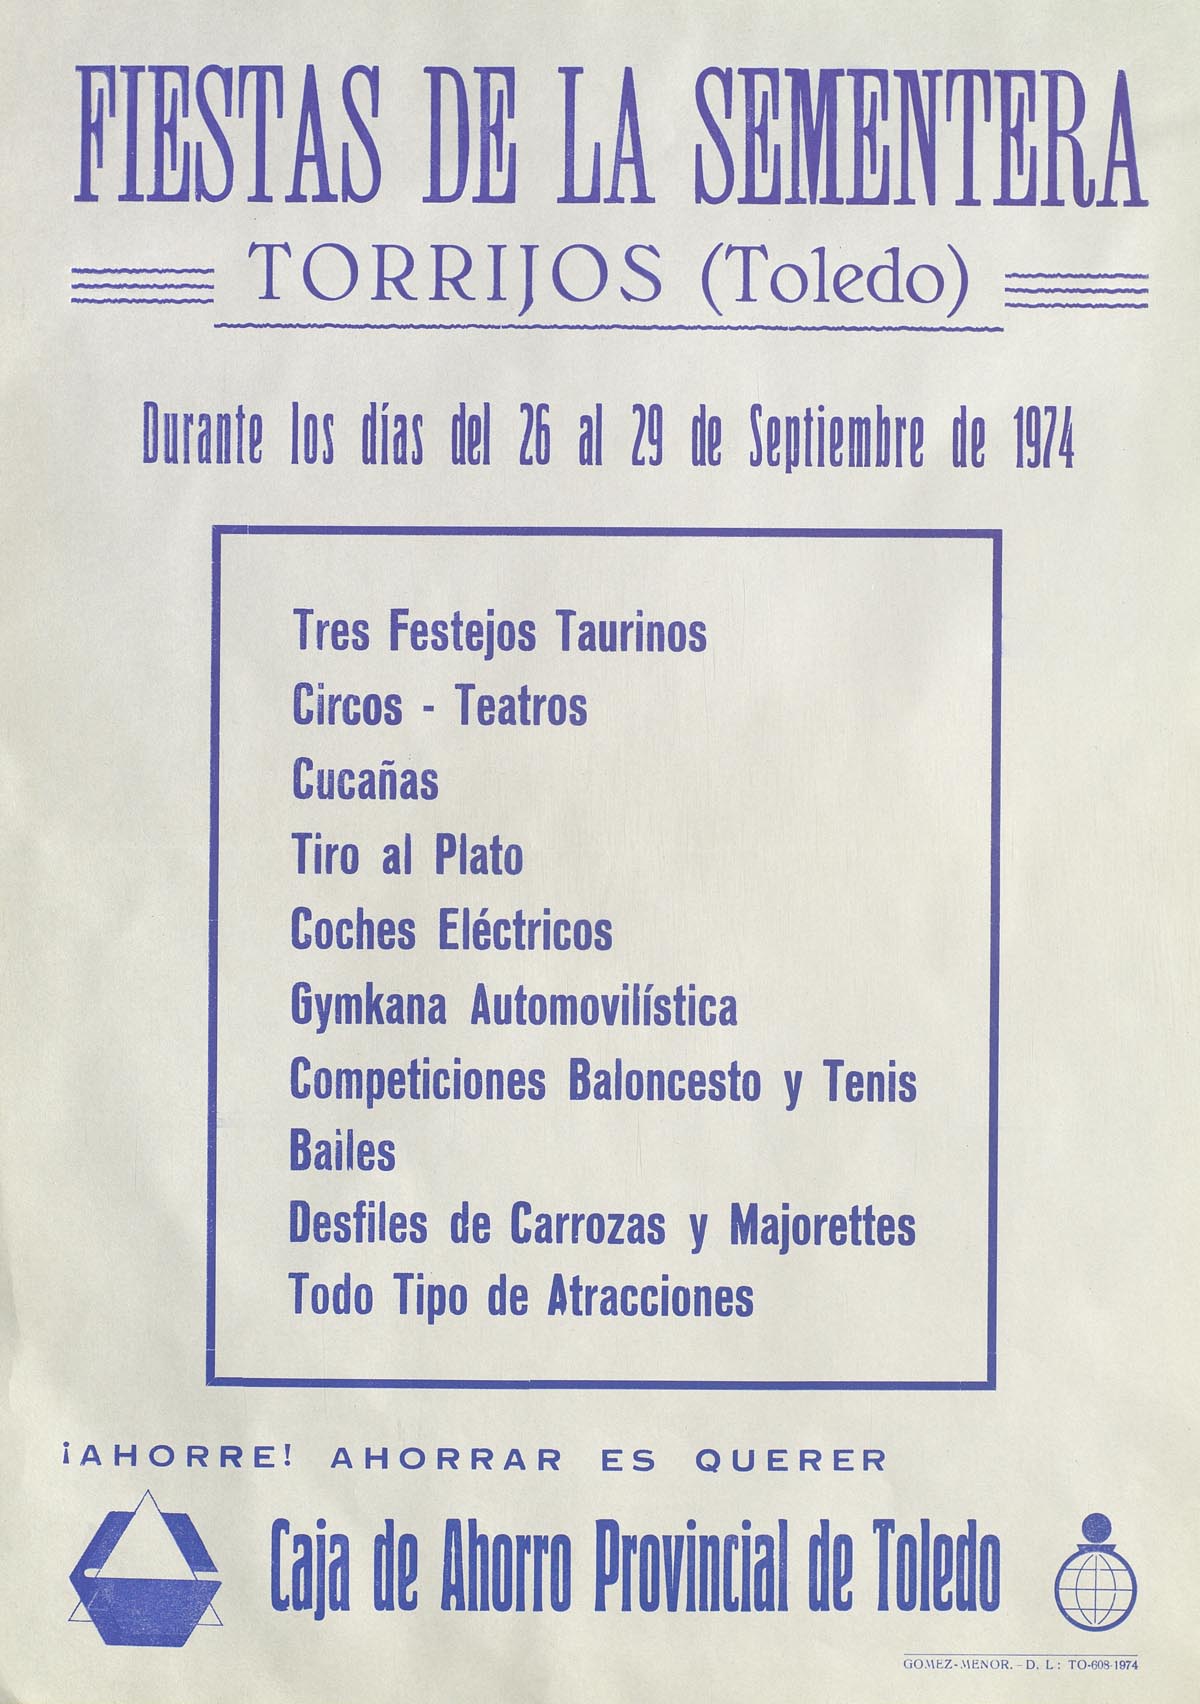 FIESTAS DE LA SEMENTERA
TORRIJOS (Toledo)
Durante los días del 26 al 29 de Septiembre de 1974
Tres Festejos Taurinos
Circos - Teatros
Cucañas
Tiro al Plato
Coches Eléctricos
Gymkana Automovilística
Competiciones Baloncesto y Tenis
Bailes
Desfiles de Carrozas y Majorettes
Todo Tipo de Atracciones
¡AHORRE! AHORRAR ES QUERER
Caja de Ahorro Provincial de Toledo
GOMEZ-MENOR. - D. L : TO-608-1974